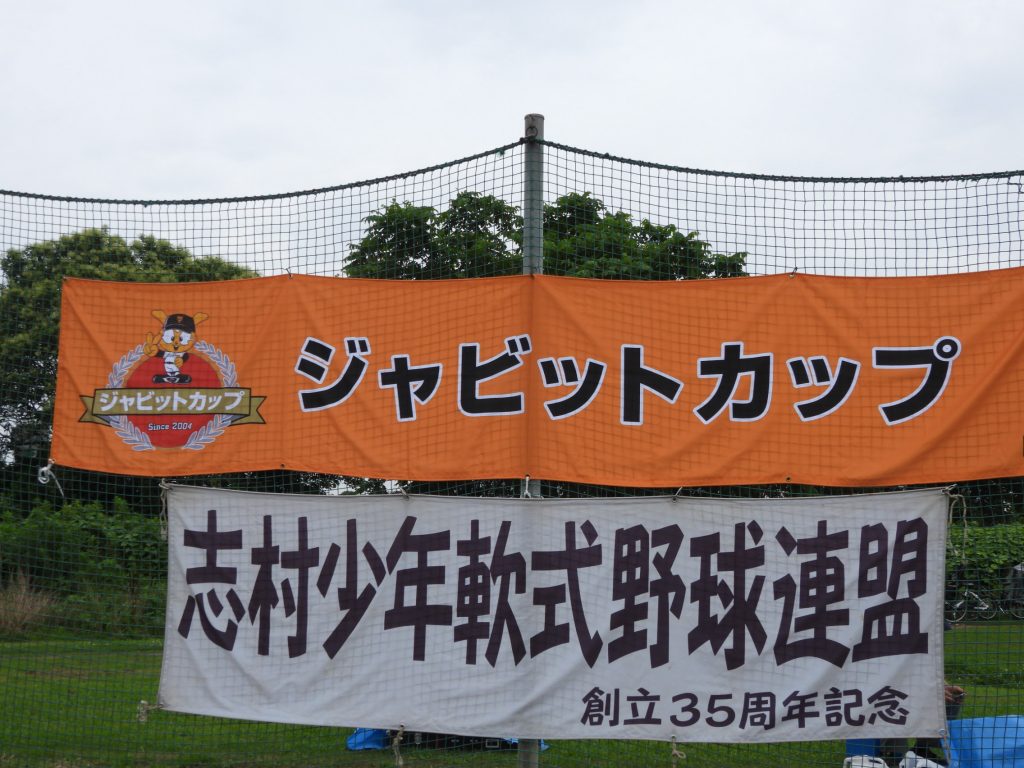 ジャビットカップ
ジャビットカップ
Since 2004
志村少年軟式野球連盟
創立35周年記念